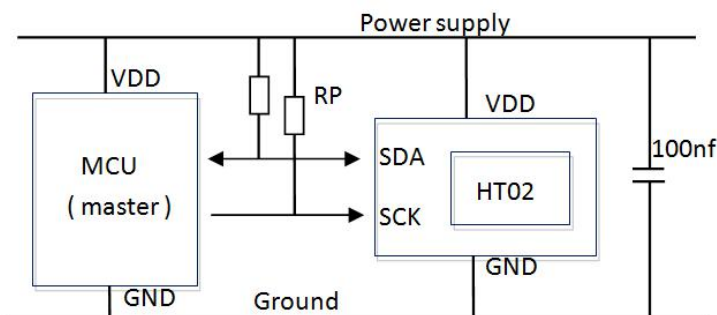 Power supply
VDD
RP
VDD
MCU
( master )
SDA
HT02
100nf
SCK
GND
GND
Ground